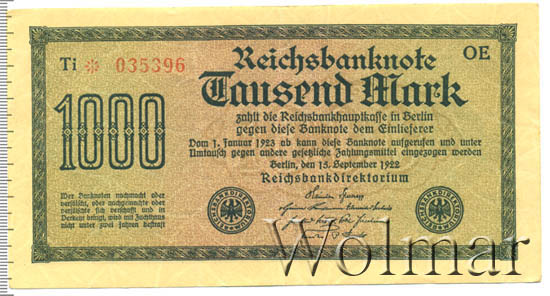 Reichsbanknote
Ti * 035396
OE
Tausend Mark
1000
zahlt die Reichsbankhauptkasse in Berlin
gegen diese Banknote dem Einlieferer
Vom 1. Januar 1923 ab kann diese Banknote aufgerufen und unter
Umtausch gegen andere gesetzliche Zahlungsmittel eingezogen werden
Berlin, den 15. September 1922
Reichsbankdirektorium
Wer Banknoten nachmacht oder
verfälscht, oder nachgemachte oder
verfälschte sich verschafft und in
Verkehr bringt, wird mit Zuchthaus
nicht unter zwei Jahren bestraft
Wolmar